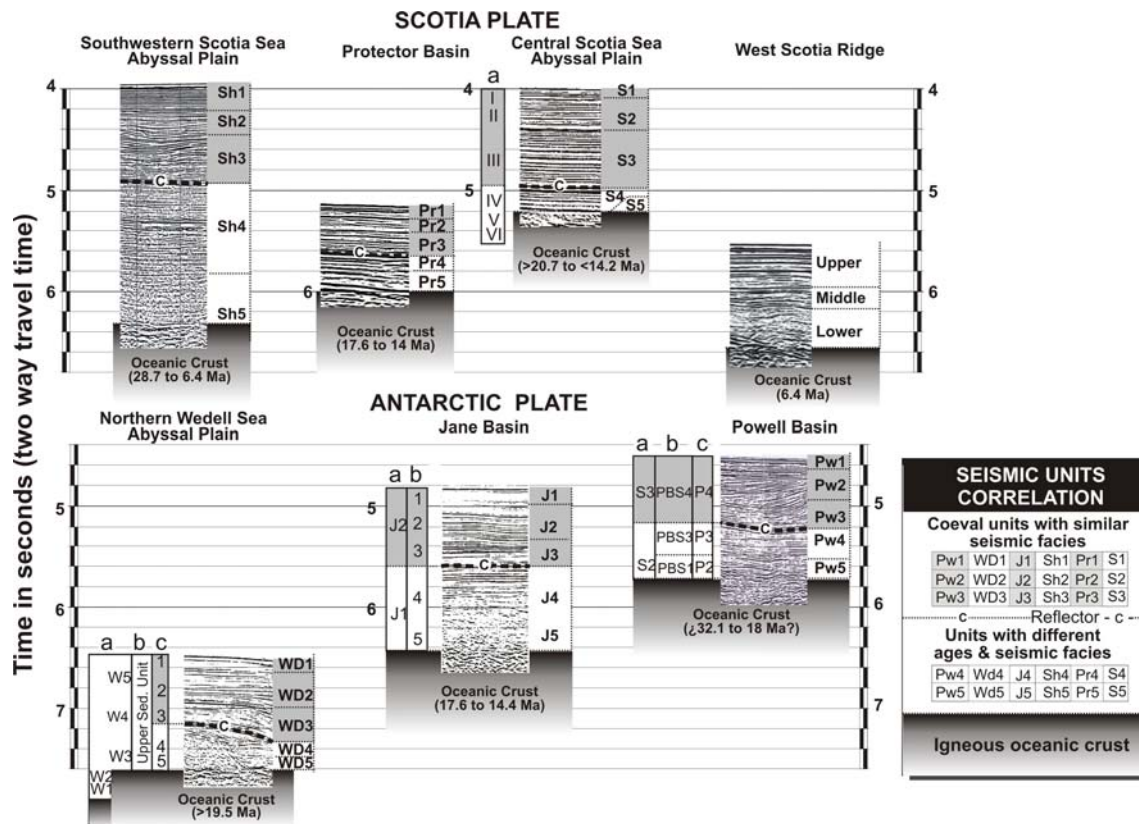 SCOTIA PLATE
Southwestern Scotia Sea
Abyssal Plain
Protector Basin
Central Scotia Sea
Abyssal Plain
West Scotia Ridge
Time in seconds (two way travel time)
4
5
6
Sh1
Sh2
Sh3
C
Sh4
Sh5
Oceanic Crust
(28.7 to 6.4 Ma)
6
Pr1
Pr2
Pr3
C
Pr4
Pr5
Oceanic Crust
(17.6 to 14 Ma)
4
5
a
I
II
III
IV
V
VI
S1
S2
S3
C
S4
S5
Oceanic Crust
(>20.7 to <14.2 Ma)
Upper
Middle
Lower
Oceanic Crust
(6.4 Ma)
4
5
6
ANTARCTIC PLATE
Northern Wedell Sea
Abyssal Plain
Jane Basin
Powell Basin
5
6
7
a b c
W5
W4
W3
W2
W1
Upper Sed. Unit
1
2
3
4
5
WD1
WD2
WD3
C
WD4
WD5
Oceanic Crust
(>19.5 Ma)
5
6
a b
J2
J1
1
2
3
4
5
J1
J2
J3
C
J4
J5
Oceanic Crust
(17.6 to 14.4 Ma)
a b c
S3 PBS4 P4
PBS3 P3
S2 PBS1 P2
Pw1
Pw2
Pw3
C
Pw4
Pw5
Oceanic Crust
(¿32.1 to 18 Ma?)
5
6
7
SEISMIC UNITS
CORRELATION
Coeval units with similar
seismic facies
Pw1 WD1 J1 Sh1 Pr1 S1
Pw2 WD2 J2 Sh2 Pr2 S2
Pw3 WD3 J3 Sh3 Pr3 S3
c Reflector - c -
Units with different
ages & seismic facies
Pw4 Wd4 J4 Sh4 Pr4 S4
Pw5 Wd5 J5 Sh5 Pr5 S5
Igneous oceanic crust